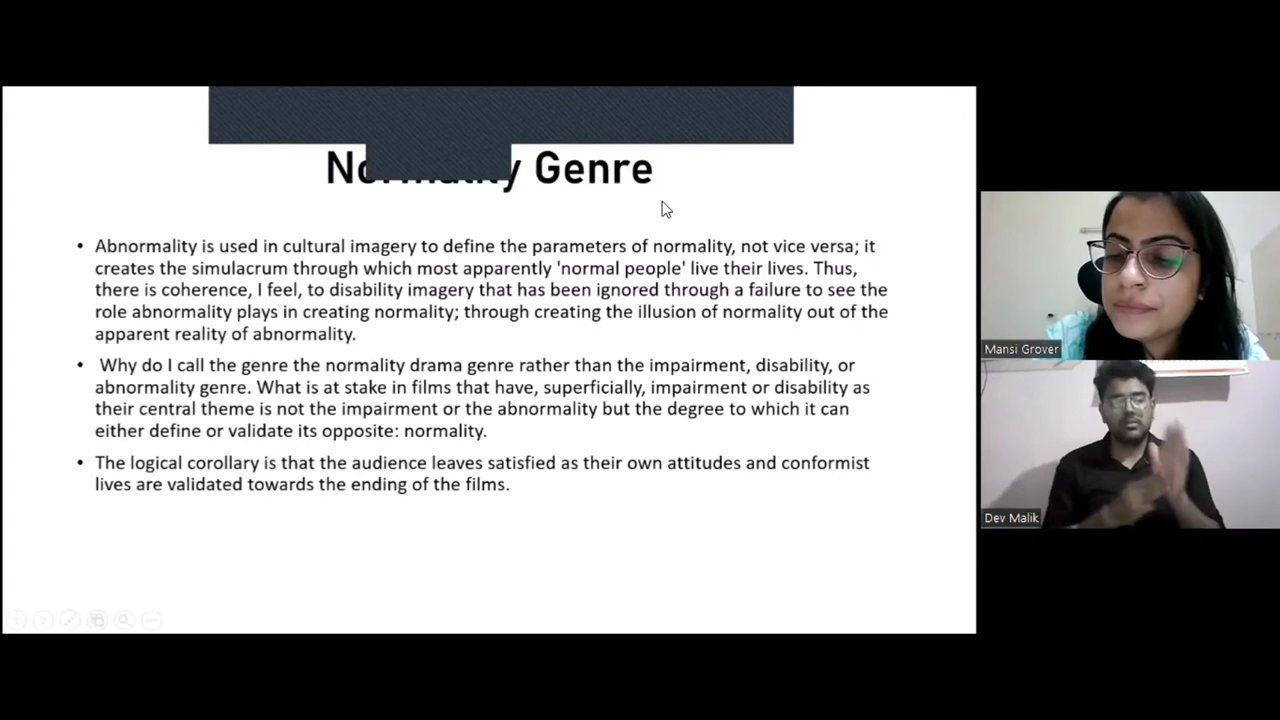 Genre
• Abnormality is used in cultural imagery to define the parameters of normality, not vice versa; it
creates the simulacrum through which most apparently 'normal people' live their lives. Thus,
there is coherence, I feel, to disability imagery that has been ignored through a failure to see the
role abnormality plays in creating normality; through creating the illusion of normality out of the
apparent reality of abnormality.
• Why do I call the genre the normality drama genre rather than the impairment, disability, or
abnormality genre. What is at stake in films that have, superficially, impairment or disability as
their central theme is not the impairment or the abnormality but the degree to which it can
either define or validate its opposite: normality.
• The logical corollary is that the audience leaves satisfied as their own attitudes and conformist
lives are validated towards the ending of the films.
Mansi Grover
Dev Malik